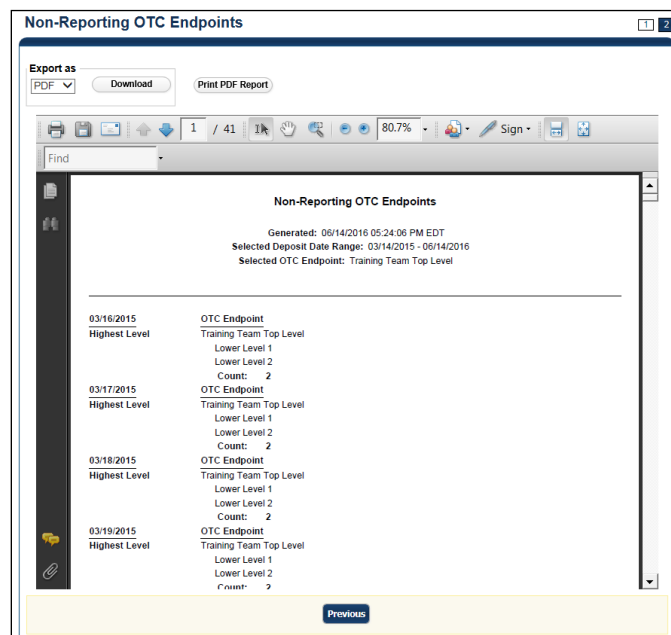 Non-Reporting OTC Endpoints
1 2
Export as
PDF Download Print PDF Report
1 / 41 80.7% Sign
Find
Non-Reporting OTC Endpoints
Generated: 06/14/2016 05:24:06 PM EDT
Selected Deposit Date Range: 03/14/2015 - 06/14/2016
Selected OTC Endpoint: Training Team Top Level
03/16/2015 OTC Endpoint
Highest Level Training Team Top Level
Lower Level 1
Lower Level 2
Count: 2
03/17/2015 OTC Endpoint
Highest Level Training Team Top Level
Lower Level 1
Lower Level 2
Count: 2
03/18/2015 OTC Endpoint
Highest Level Training Team Top Level
Lower Level 1
Lower Level 2
Count: 2
03/19/2015 OTC Endpoint
Highest Level Training Team Top Level
Lower Level 1
Lower Level 2
Count: 2
Previous